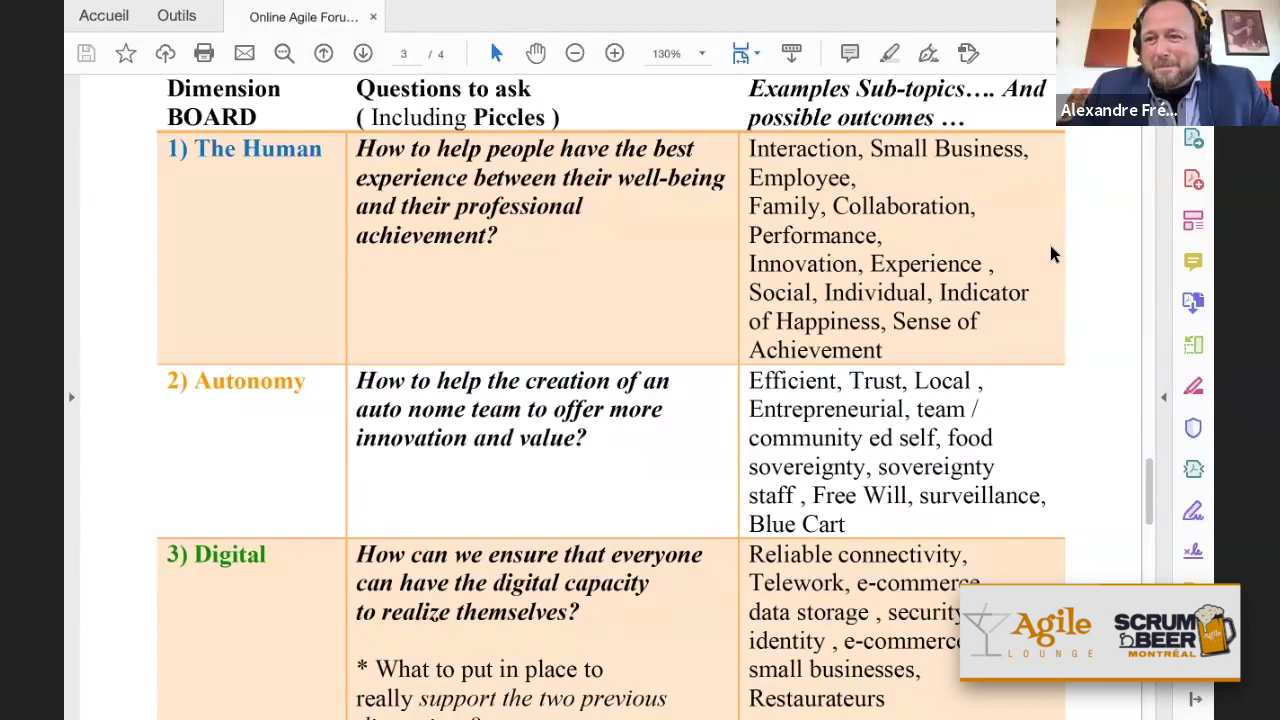 Accueil
Outils
Online Agile Foru...
×
3 / 4
130%
Alexandre Fré...
Dimension
BOARD
Questions to ask
( Including Piccles )
Examples Sub-topics…. And
possible outcomes …
1) The Human
How to help people have the best
experience between their well-being
and their professional
achievement?
Interaction, Small Business,
Employee,
Family, Collaboration,
Performance,
Innovation, Experience ,
Social, Individual, Indicator
of Happiness, Sense of
Achievement
2) Autonomy
How to help the creation of an
auto nome team to offer more
innovation and value?
Efficient, Trust, Local ,
Entrepreneurial, team /
community ed self, food
sovereignty, sovereignty
staff , Free Will, surveillance,
Blue Cart
3) Digital
How can we ensure that everyone
can have the digital capacity
to realize themselves?
* What to put in place to
really support the two previous
Reliable connectivity,
Telework, e-commerce
data storage , security
identity , e-commerce
small businesses,
Restaurateurs
Agile
LOUNGE
SCRUM
BEER
MONTRÉAL
Agile